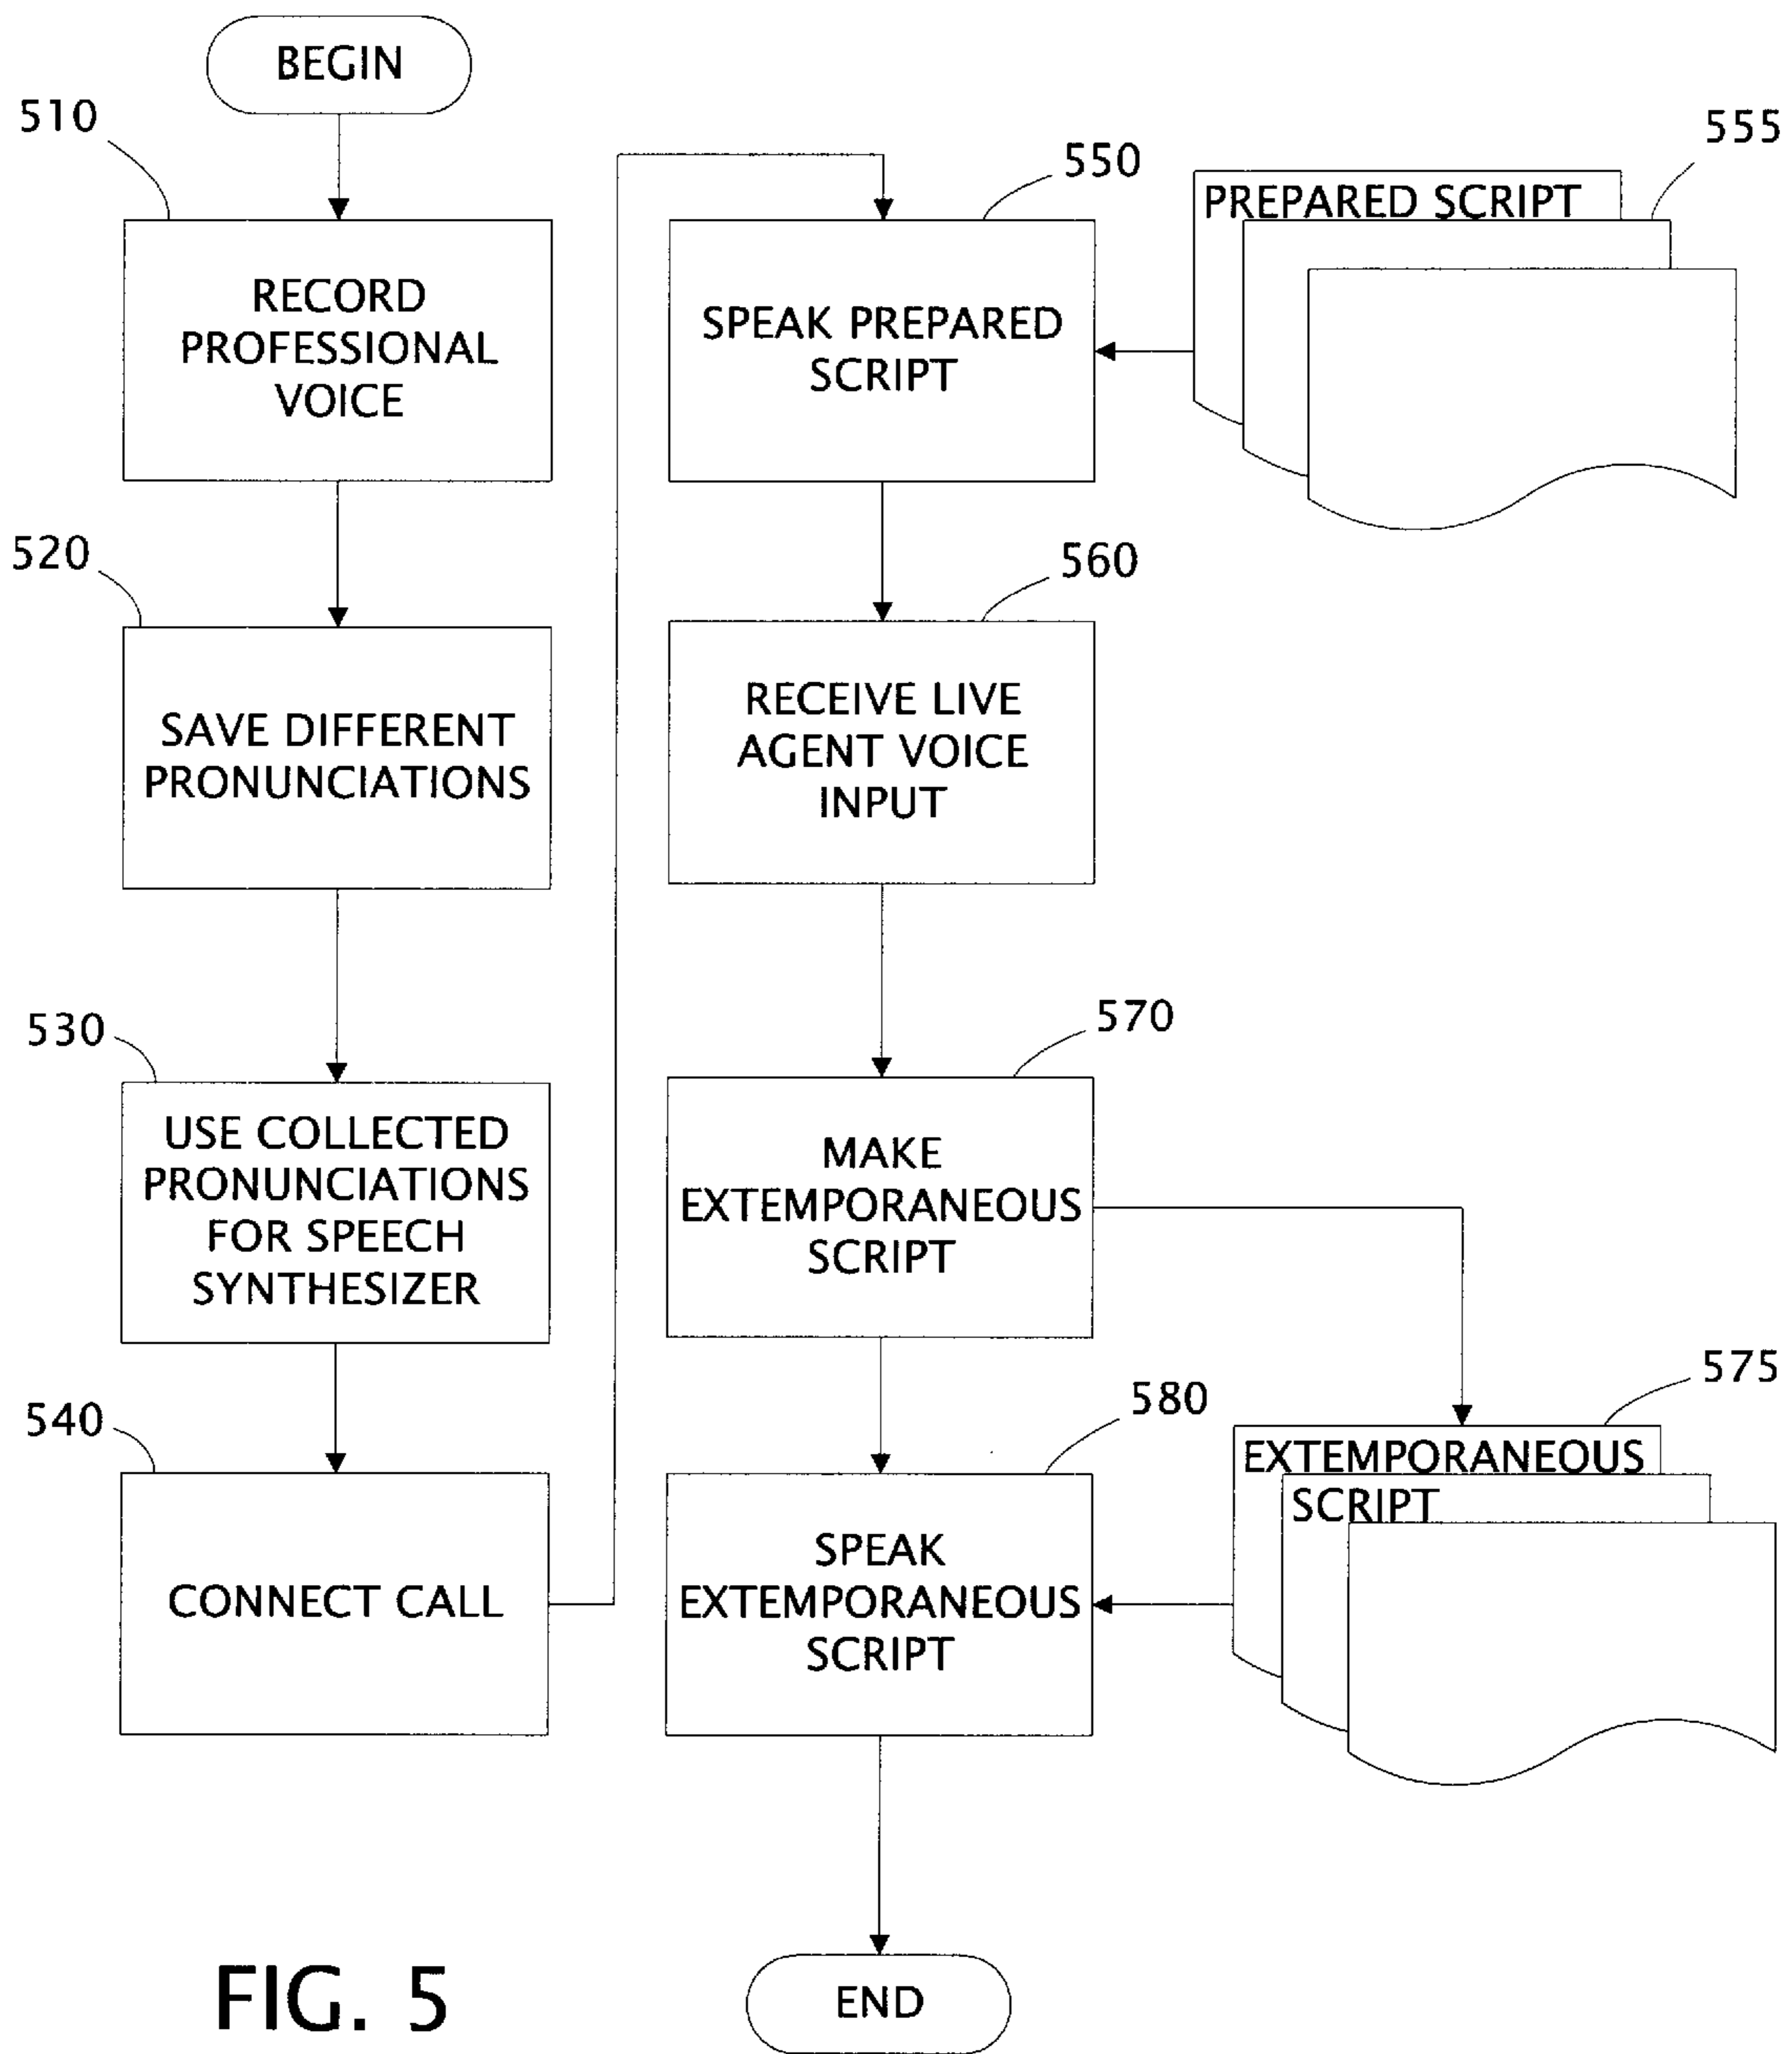 BEGIN
510
RECORD
PROFESSIONAL
VOICE
520
SAVE DIFFERENT
PRONUNCIATIONS
530
USE COLLECTED
PRONUNCIATIONS
FOR SPEECH
SYNTHESIZER
540
CONNECT CALL
550
SPEAK PREPARED
SCRIPT
555
PREPARED SCRIPT
560
RECEIVE LIVE
AGENT VOICE
INPUT
570
MAKE
EXTEMPORANEOUS
SCRIPT
575
EXTEMPORANEOUS
SCRIPT
580
SPEAK
EXTEMPORANEOUS
SCRIPT
END
FIG. 5